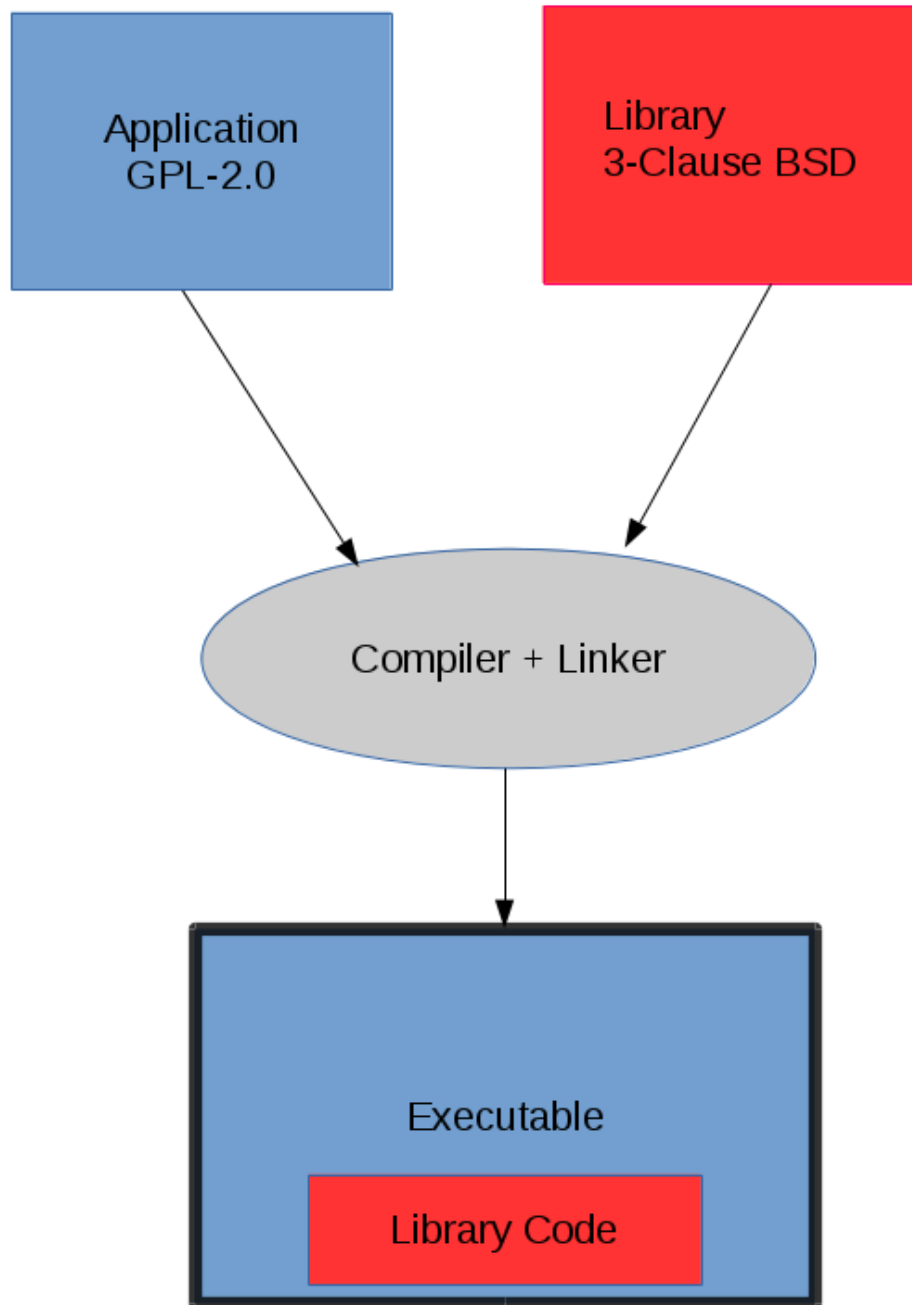 Application
GPL-2.0
Library
3-Clause BSD
Compiler + Linker
Executable
Library Code